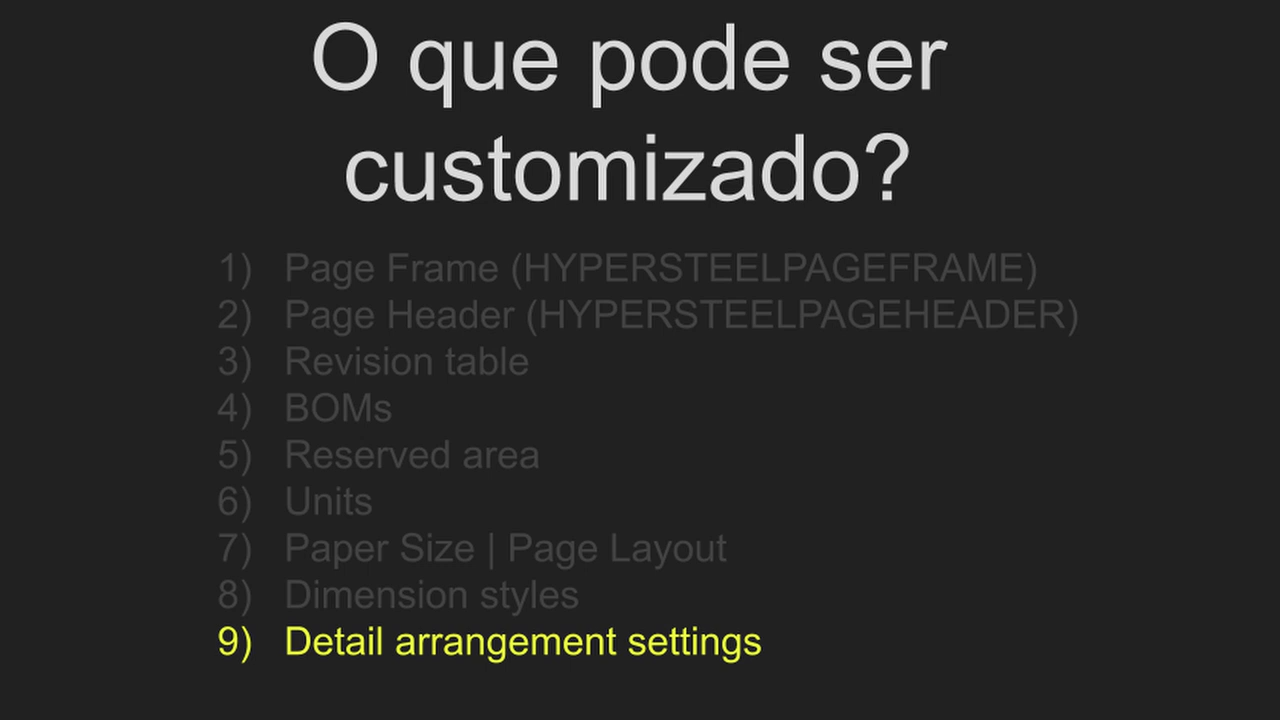 O que pode ser
customizado?
1) Page Frame (HYPERSTEELPAGEFRAME)
2) Page Header (HYPERSTEELPAGEHEADER)
3) Revision table
4) BOMs
5) Reserved area
6) Units
7) Paper Size | Page Layout
8) Dimension styles
9) Detail arrangement settings